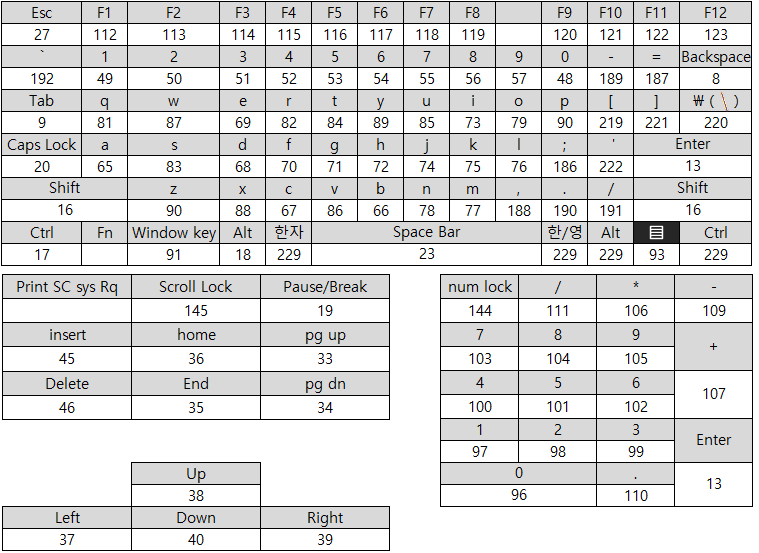 Esc F1 F2 F3 F4 F5 F6 F7 F8 F9 F10 F11 F12
27 112 113 114 115 116 117 118 119 120 121 122 123
` 1 2 3 4 5 6 7 8 9 0 - = Backspace
192 49 50 51 52 53 54 55 56 57 48 189 187 8
Tab q w e r t y u i o p [ ] ₩ ( \ )
9 81 87 69 82 84 89 85 73 79 90 219 221 220
Caps Lock a s d f g h j k l ; ' Enter
20 65 83 68 70 71 72 74 75 76 186 222 13
Shift z x c v b n m , . / Shift
16 90 88 67 86 66 78 77 188 190 191 16
Ctrl Fn Window key Alt 한자 Space Bar 한/영 Alt Ctrl
17 91 18 229 23 229 229 93 229
Print SC sys Rq Scroll Lock Pause/Break
145 19
insert home pg up
45 36 33
Delete End pg dn
46 35 34
Up
38
Left Down Right
37 40 39
num lock / * -
144 111 106 109
7 8 9 +
103 104 105
4 5 6 107
100 101 102
1 2 3 Enter
97 98 99
0 . 13
96 110